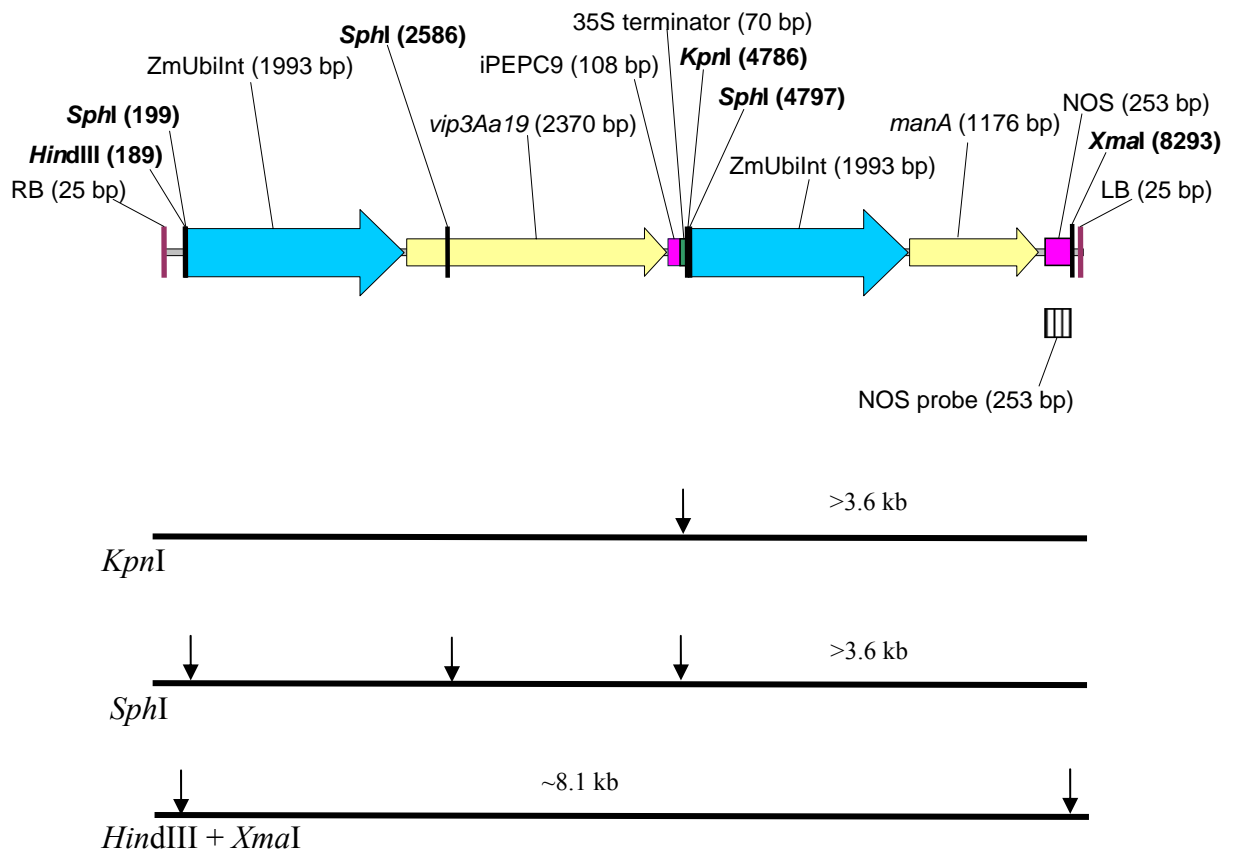 35S terminator (70 bp)
SphI (2586)
KpnI (4786)
ZmUbiInt (1993 bp)
iPEPC9 (108 bp)
SphI (4797)
NOS (253 bp)
SphI (199)
vip3Aa19 (2370 bp)
manA (1176 bp)
XmaI (8293)
HindIII (189)
ZmUbiInt (1993 bp)
RB (25 bp)
LB (25 bp)
NOS probe (253 bp)
>3.6 kb
KpnI
>3.6 kb
SphI
~8.1 kb
HindIII + XmaI